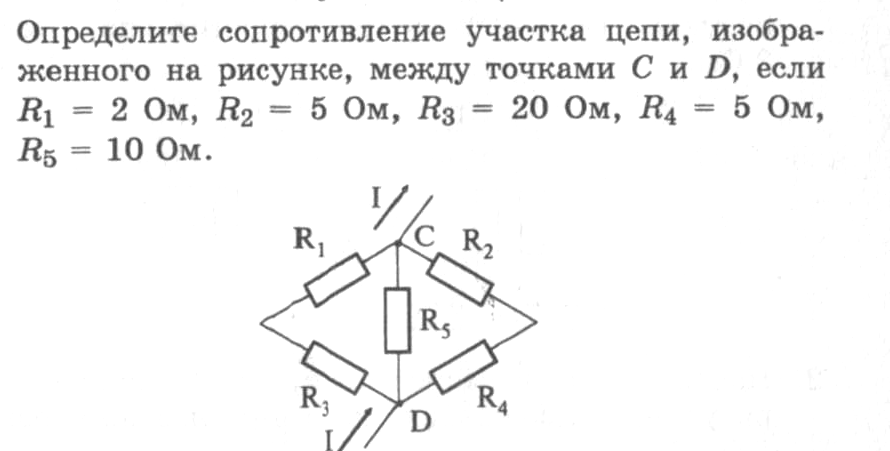 Определите сопротивление участка цепи, изобра-
женного на рисунке, между точками C и D, если
R₁ = 2 Ом, R₂ = 5 Ом, R₃ = 20 Ом, R₄ = 5 Ом,
R₅ = 10 Ом.
I
R₁ C R₂
R₅
R₃ R₄
I D